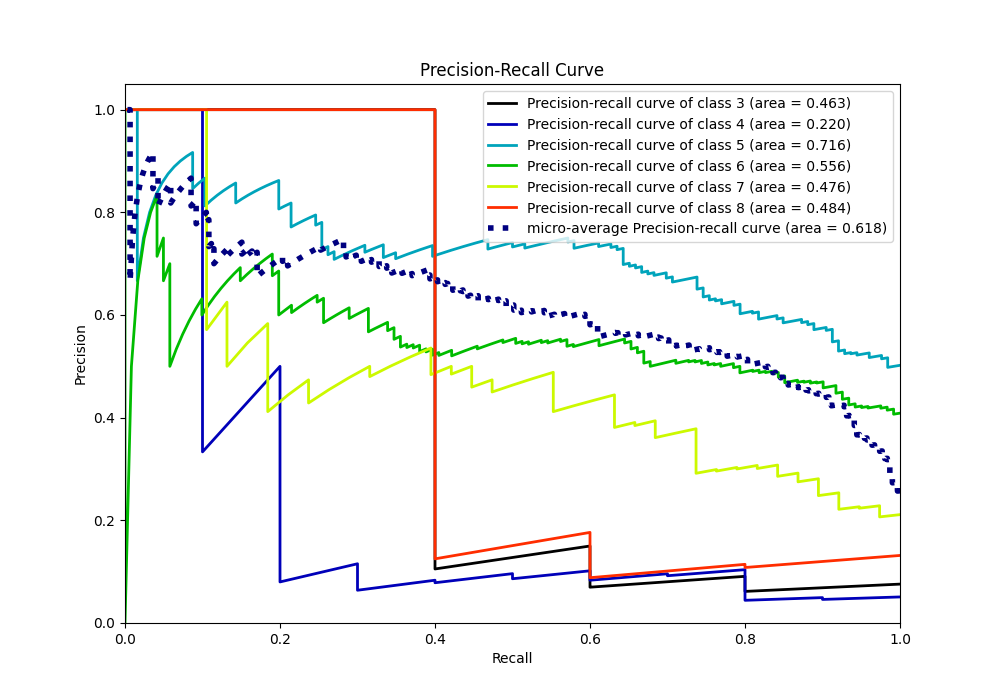 Precision-Recall Curve
Precision-recall curve of class 3 (area = 0.463)
Precision-recall curve of class 4 (area = 0.220)
Precision-recall curve of class 5 (area = 0.716)
Precision-recall curve of class 6 (area = 0.556)
Precision-recall curve of class 7 (area = 0.476)
Precision-recall curve of class 8 (area = 0.484)
micro-average Precision-recall curve (area = 0.618)
Precision
1.0
0.8
0.6
0.4
0.2
0.0
0.0 0.2 0.4 0.6 0.8 1.0
Recall